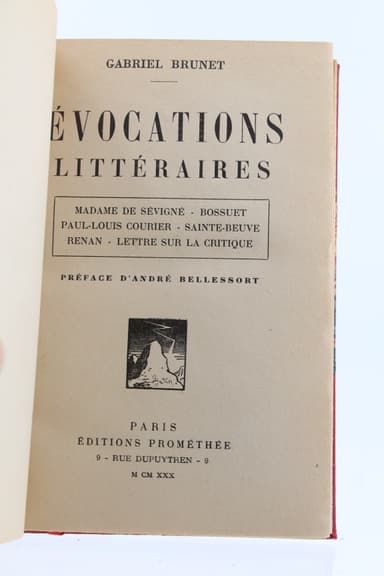 GABRIEL BRUNET
ÉVOCATIONS
LITTÉRAIRES
MADAME DE SÉVIGNÉ - BOSSUET
PAUL-LOUIS COURIER - SAINTE-BEUVE
RENAN - LETTRE SUR LA CRITIQUE
PRÉFACE D'ANDRÉ BELLESSORT
PARIS
ÉDITIONS PROMÉTHÉE
9 - RUE DUPUYTREN - 9
M CM XXX